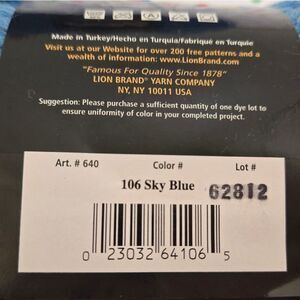 Made in Turkey/Hecho en Turquia/Fabriqué en Turquie
Visit us at our Website for over 200 free patterns and a
wealth of information: www.LionBrand.com
"Famous For Quality Since 1878"
LION BRAND® YARN COMPANY
NY, NY 10011 USA
Suggestion: Please purchase a sufficient quantity of one dye lot to
ensure uniformity of color in your completed project.
Art. # 640 Color # Lot #
106 Sky Blue 62812
0 23032 64106 5